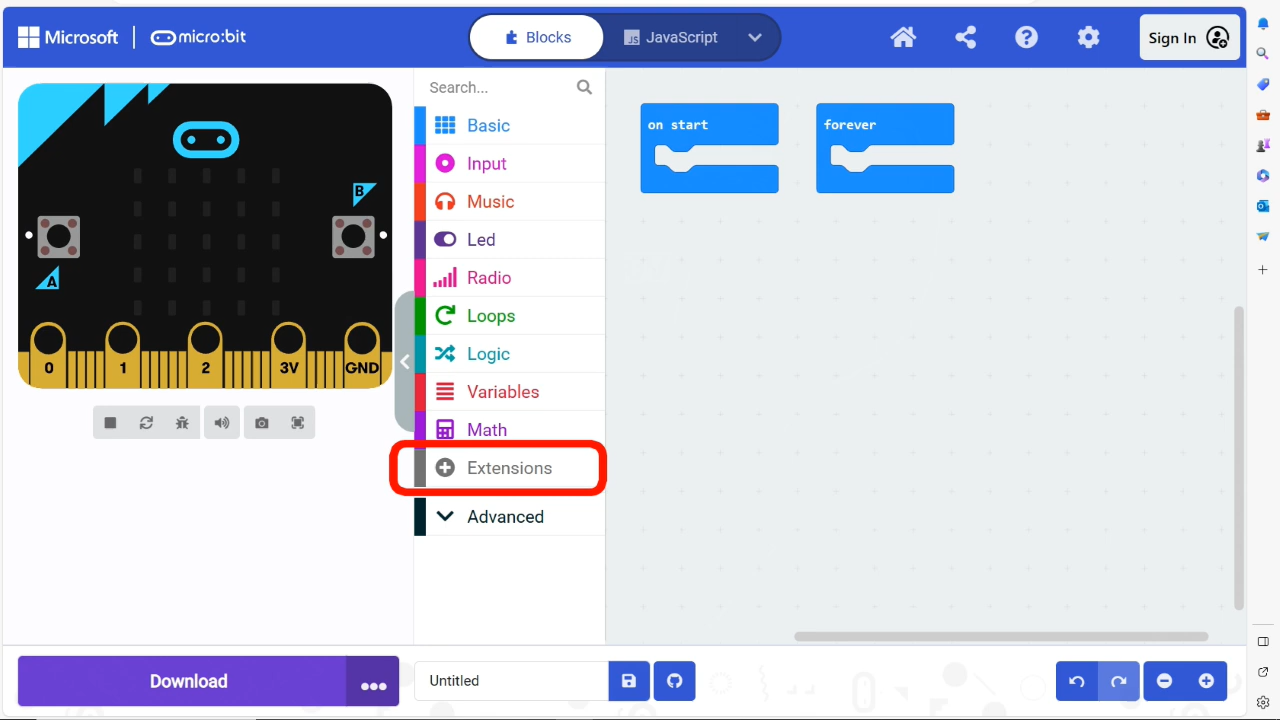 Microsoft
micro:bit
Blocks
JS JavaScript
Sign In
Search...
Basic
Input
Music
Led
Radio
Loops
Logic
Variables
Math
Extensions
Advanced
on start
forever
B
A
0 1 2 3V GND
Download
Untitled